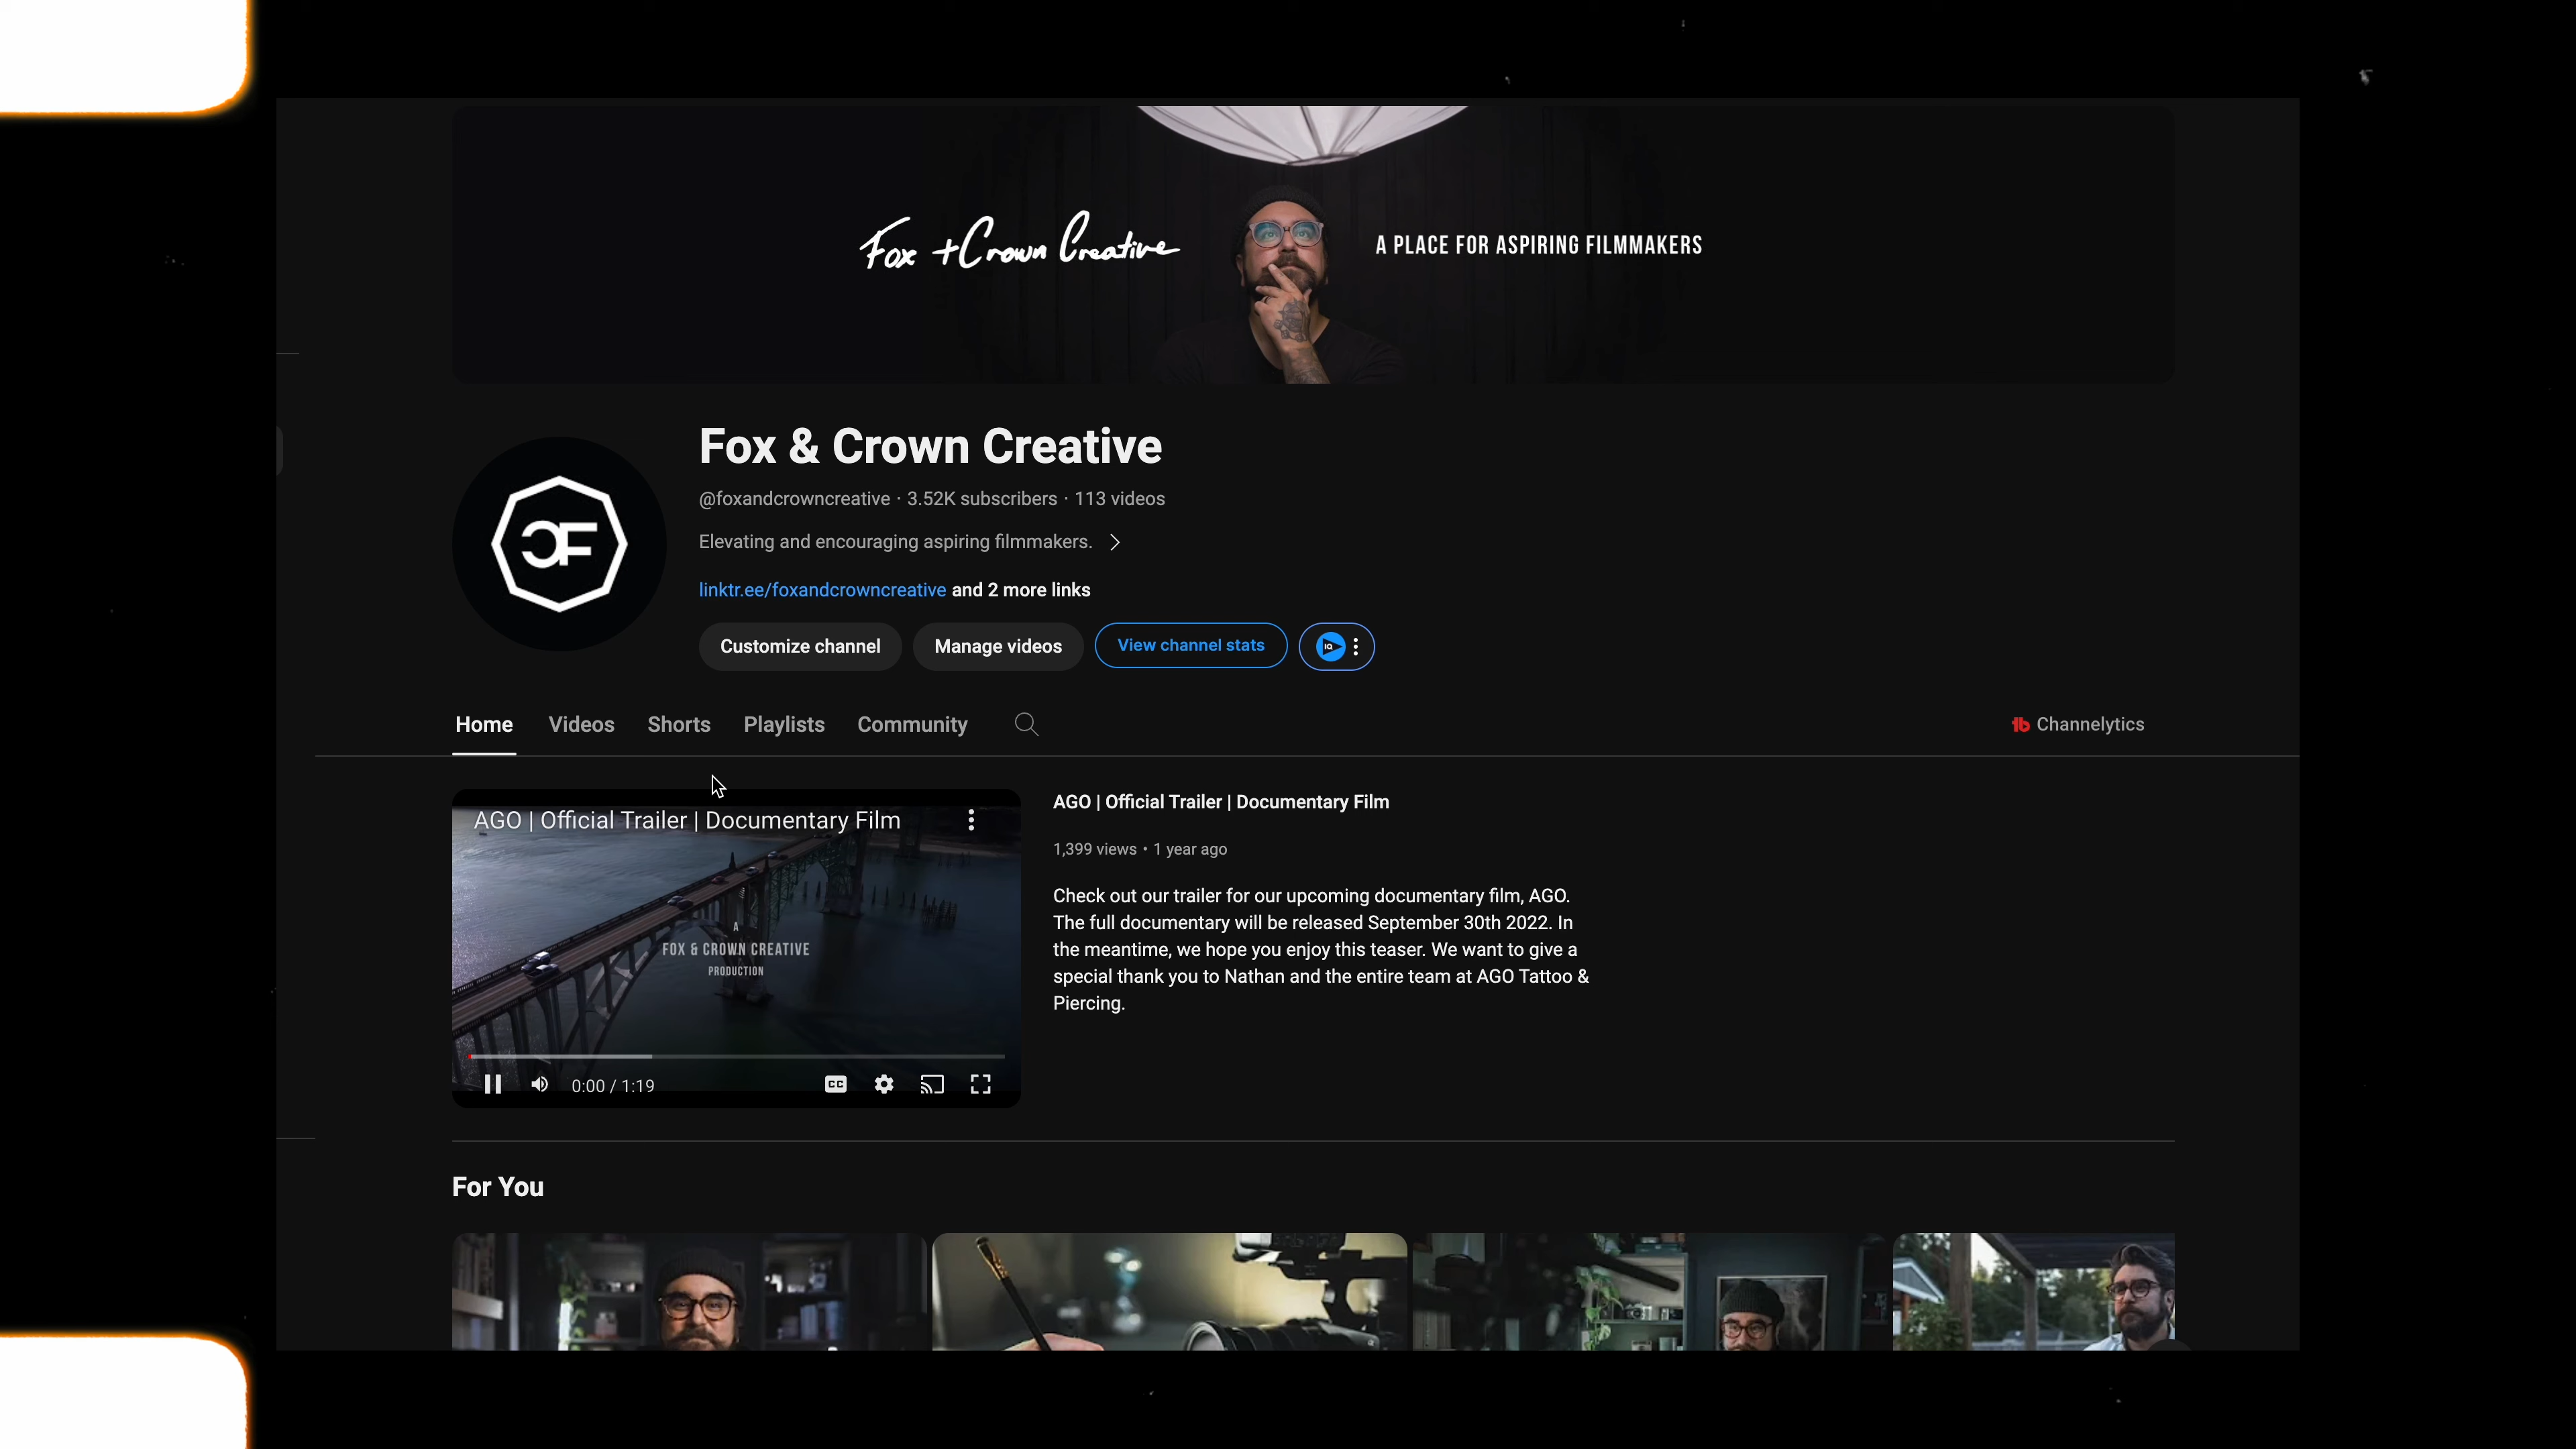 Fox + Crown Creative
A PLACE FOR ASPIRING FILMMAKERS
Fox & Crown Creative
@foxandcrowncreative · 3.52K subscribers · 113 videos
Elevating and encouraging aspiring filmmakers.
linktr.ee/foxandcrowncreative and 2 more links
Customize channel
Manage videos
View channel stats
IQ
Home
Videos
Shorts
Playlists
Community
Channelytics
AGO | Official Trailer | Documentary Film
A
FOX & CROWN CREATIVE
PRODUCTION
0:00 / 1:19
CC
AGO | Official Trailer | Documentary Film
1,399 views • 1 year ago
Check out our trailer for our upcoming documentary film, AGO.
The full documentary will be released September 30th 2022. In
the meantime, we hope you enjoy this teaser. We want to give a
special thank you to Nathan and the entire team at AGO Tattoo &
Piercing.
For You